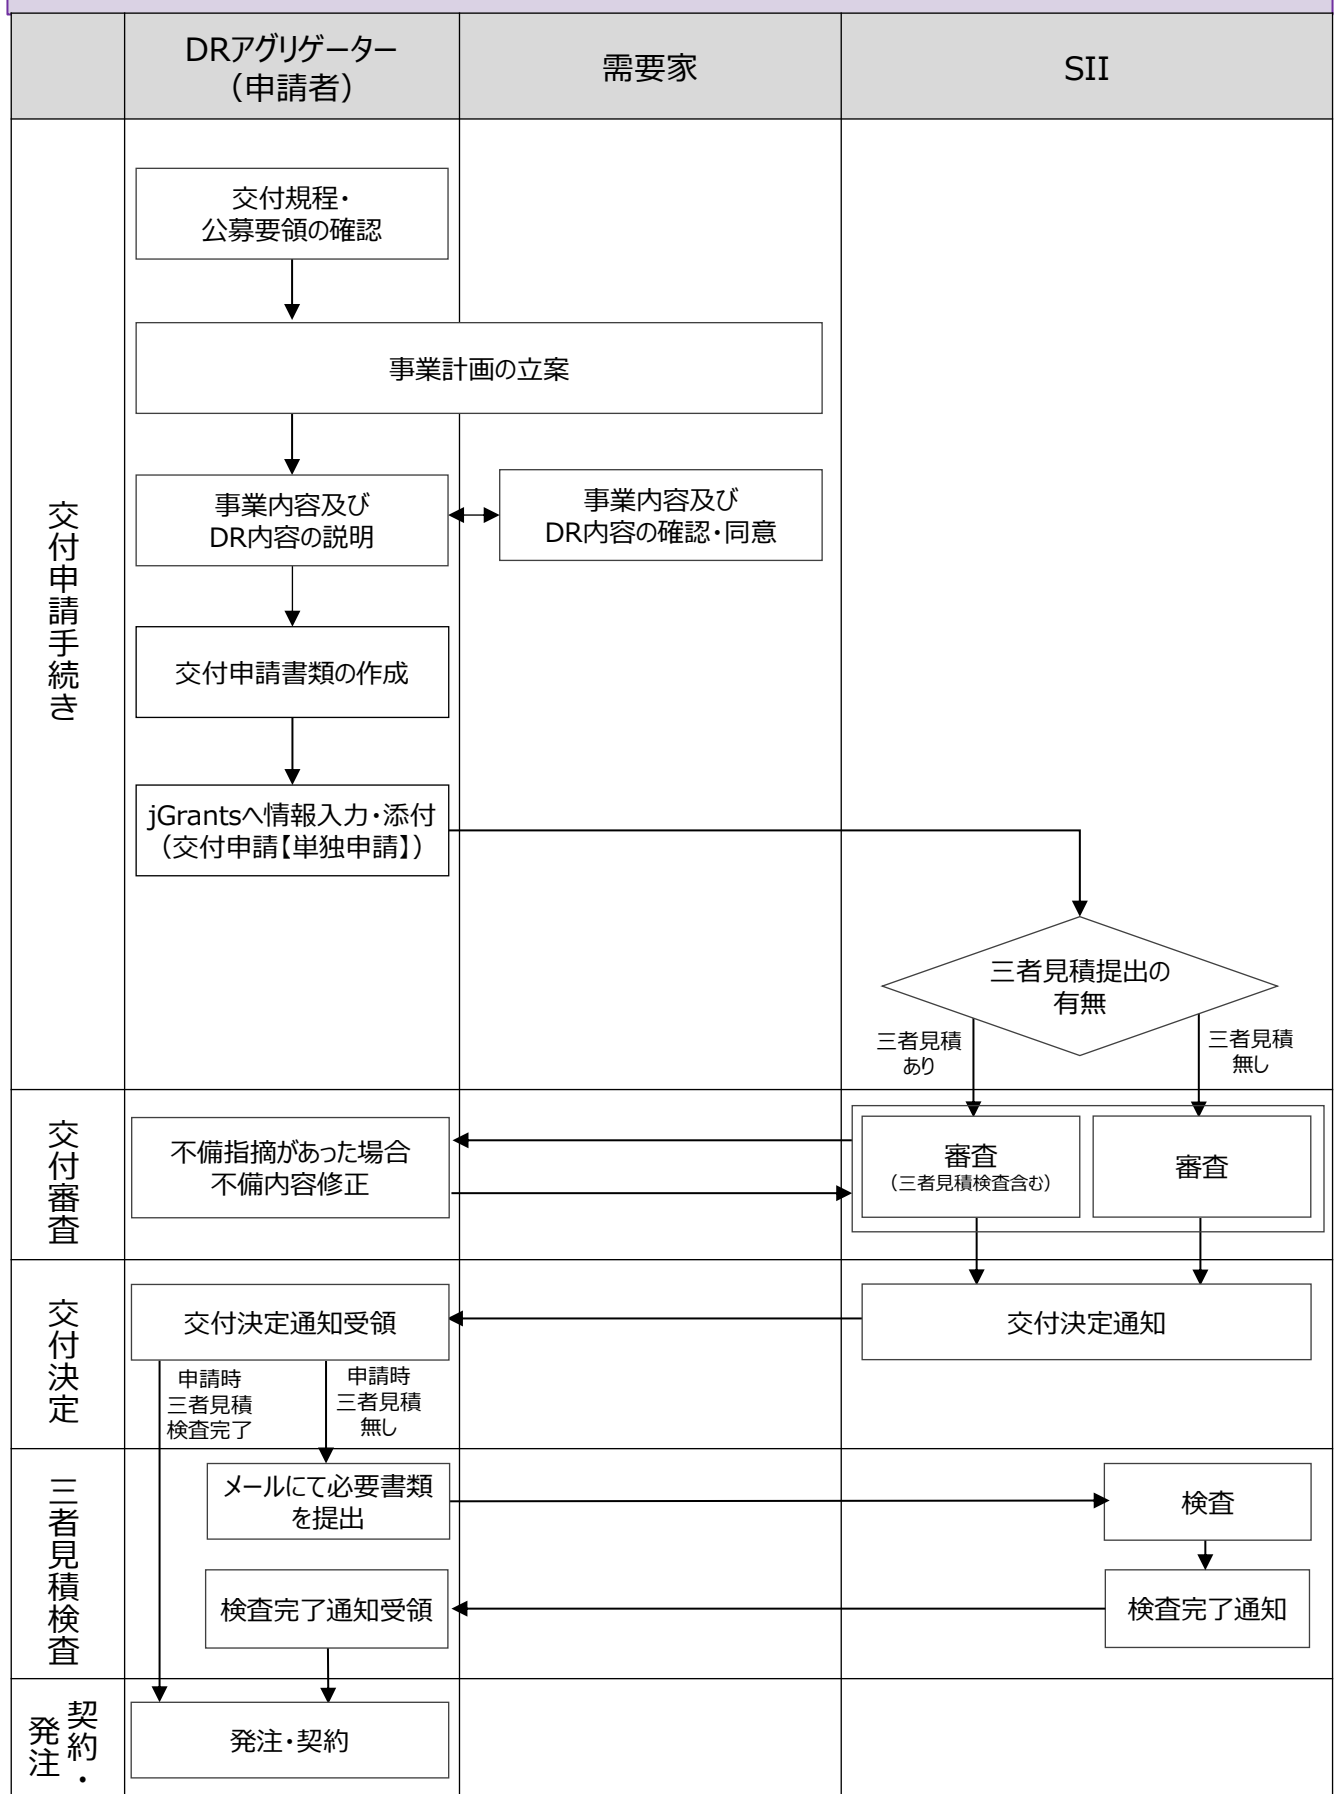 DRアグリゲーター
（申請者）
需要家
SII
交付申請手続き
交付規程・
公募要領の確認
事業計画の立案
事業内容及び
DR内容の説明
事業内容及び
DR内容の確認・同意
交付申請書類の作成
jGrantsへ情報入力・添付
（交付申請【単独申請】）
三者見積提出の
有無
三者見積
あり
三者見積
無し
交付審査
不備指摘があった場合
不備内容修正
審査
（三者見積検査含む）
審査
交付決定
交付決定通知受領
交付決定通知
申請時
三者見積
検査完了
申請時
三者見積
無し
三者見積検査
メールにて必要書類
を提出
検査
検査完了通知受領
検査完了通知
契約・
発注
発注・契約